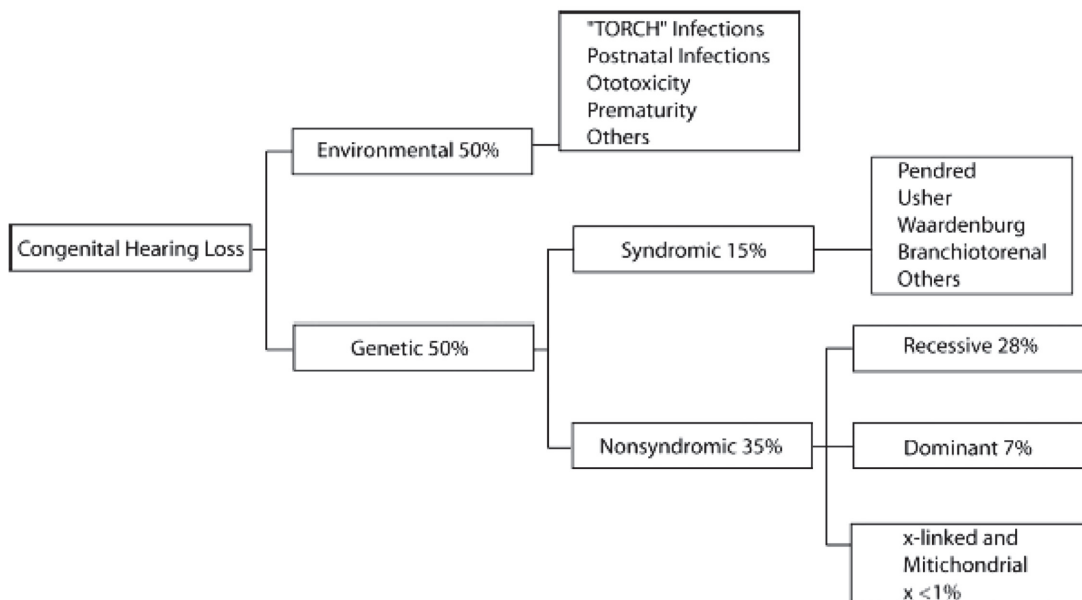 "TORCH" Infections
Postnatal Infections
Ototoxicity
Prematurity
Others
Environmental 50%
Pendred
Usher
Waardenburg
Branchiotorenal
Others
Congenital Hearing Loss
Syndromic 15%
Genetic 50%
Recessive 28%
Nonsyndromic 35%
Dominant 7%
x-linked and
Mitichondrial
x <1%